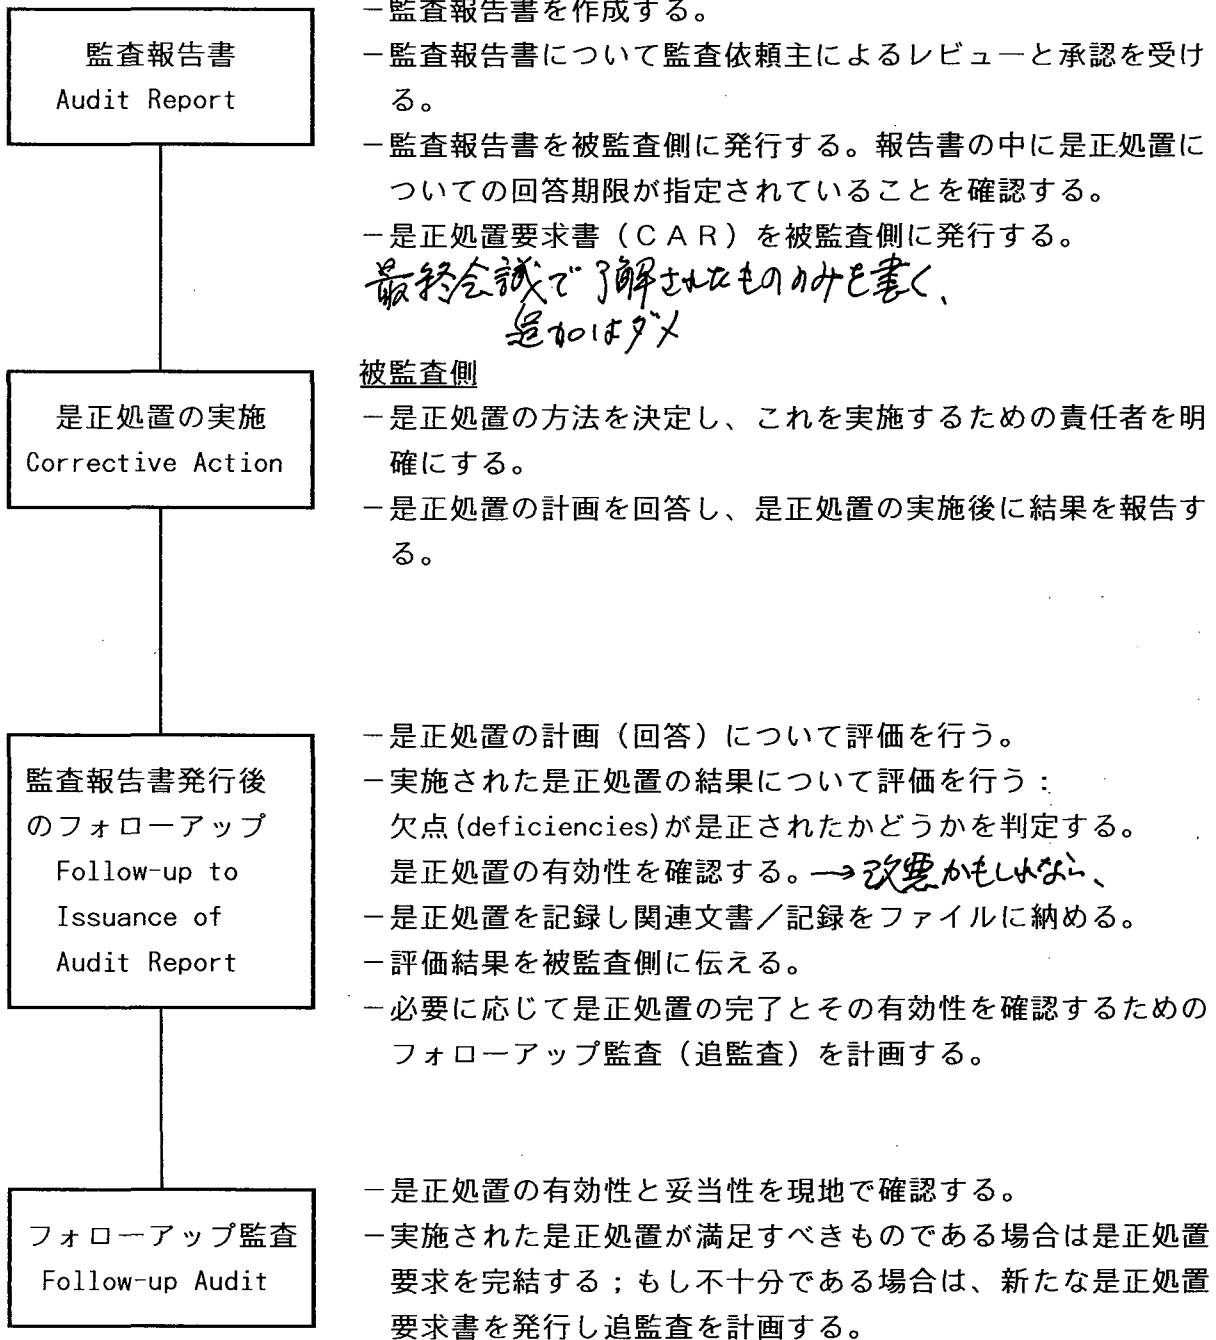 －監査報告書を作成する。
監査報告書
Audit Report
－監査報告書について監査依頼主によるレビューと承認を受け
る。
－監査報告書を被監査側に発行する。報告書の中に是正処置に
ついての回答期限が指定されていることを確認する。
－是正処置要求書（ＣＡＲ）を被監査側に発行する。
最終会議で了解されたもののみを書く、
追加はダメ
被監査側
是正処置の実施
Corrective Action
－是正処置の方法を決定し、これを実施するための責任者を明
確にする。
－是正処置の計画を回答し、是正処置の実施後に結果を報告す
る。
監査報告書発行後
のフォローアップ
Follow-up to
Issuance of
Audit Report
－是正処置の計画（回答）について評価を行う。
－実施された是正処置の結果について評価を行う：
欠点(deficiencies)が是正されたかどうかを判定する。
是正処置の有効性を確認する。→改悪かもしれない、
－是正処置を記録し関連文書／記録をファイルに納める。
－評価結果を被監査側に伝える。
－必要に応じて是正処置の完了とその有効性を確認するための
フォローアップ監査（追監査）を計画する。
フォローアップ監査
Follow-up Audit
－是正処置の有効性と妥当性を現地で確認する。
－実施された是正処置が満足すべきものである場合は是正処置
要求を完結する；もし不十分である場合は、新たな是正処置
要求書を発行し追監査を計画する。